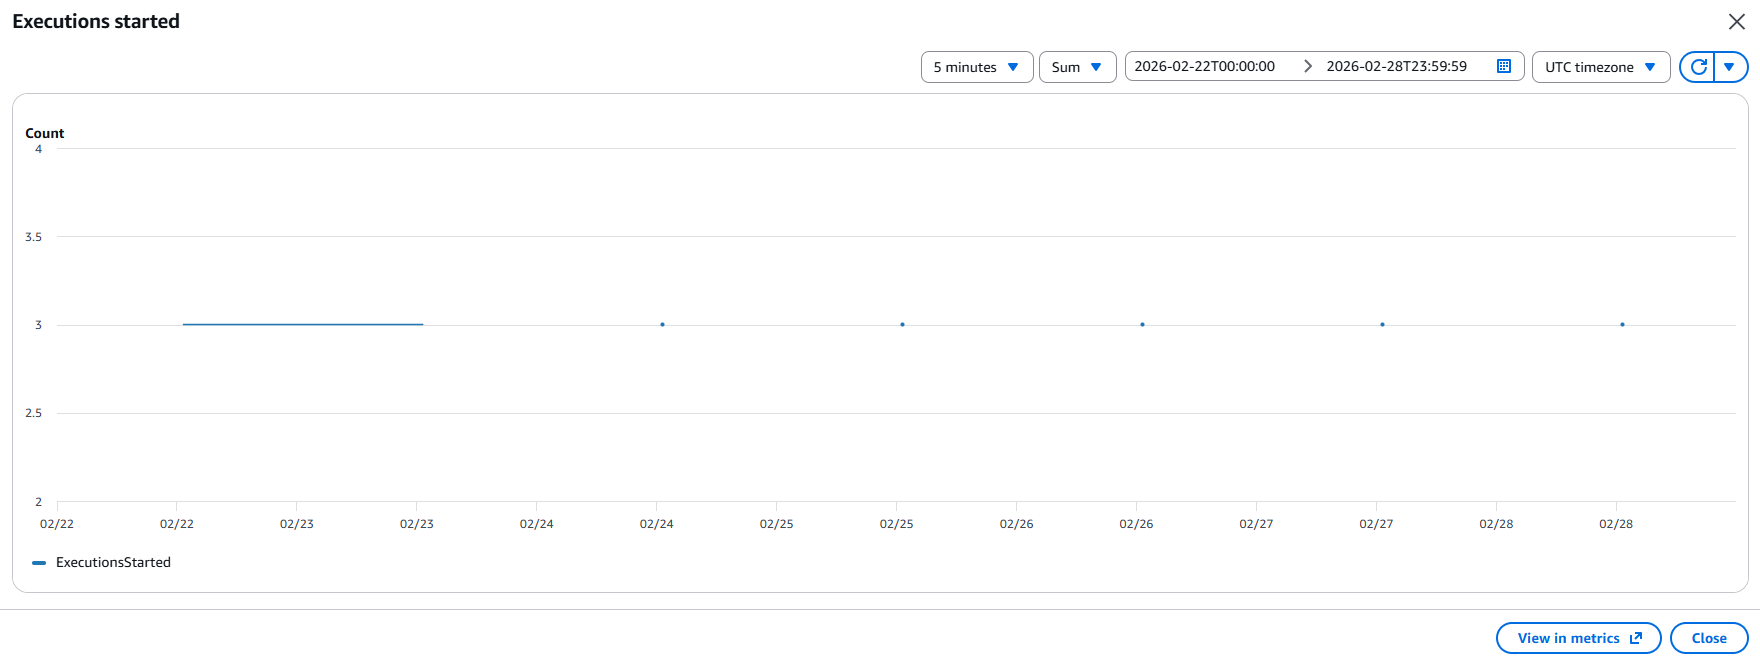 Executions started
5 minutes Sum 2026-02-22T00:00:00 2026-02-28T23:59:59 UTC timezone
Count
4
3.5
3
2.5
2
02/22 02/22 02/23 02/23 02/24 02/24 02/25 02/25 02/26 02/26 02/27 02/27 02/28 02/28
ExecutionsStarted
View in metrics Close